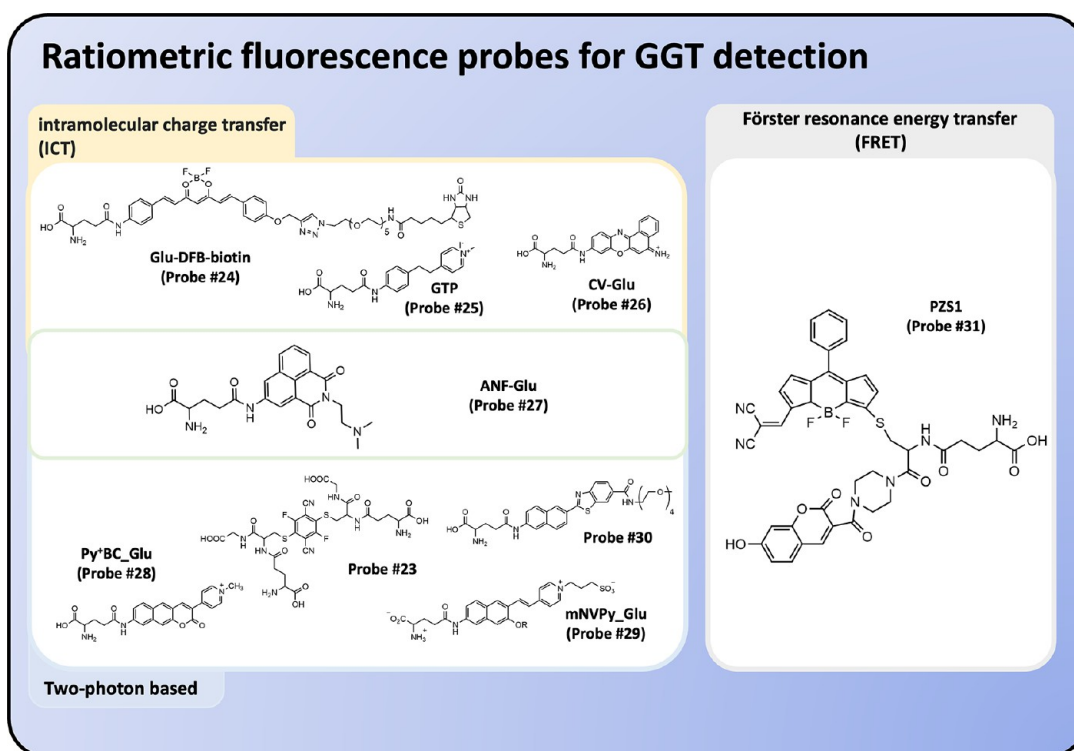 Ratiometric fluorescence probes for GGT detection
intramolecular charge transfer
(ICT)
Glu-DFB-biotin
(Probe #24)
GTP
(Probe #25)
CV-Glu
(Probe #26)
ANF-Glu
(Probe #27)
Py⁺BC_Glu
(Probe #28)
Probe #23
Probe #30
mNVPy_Glu
(Probe #29)
Two-photon based
Förster resonance energy transfer
(FRET)
PZS1
(Probe #31)